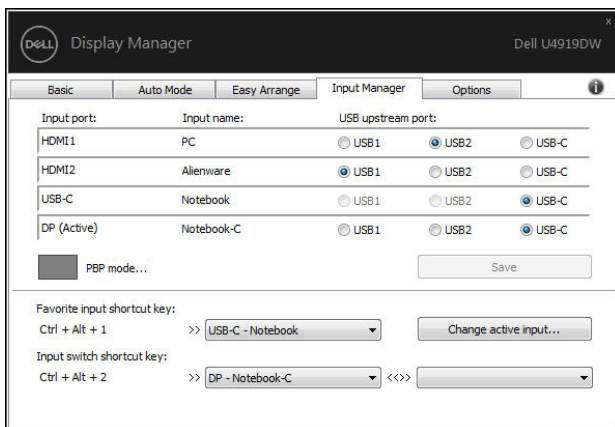 x
DELL Display Manager Dell U4919DW
Basic Auto Mode Easy Arrange Input Manager Options i
Input port: Input name: USB upstream port:
HDMI1 PC USB1 USB2 USB-C
HDMI2 Alienware USB1 USB2 USB-C
USB-C Notebook USB1 USB2 USB-C
DP (Active) Notebook-C USB1 USB2 USB-C
PBP mode... Save
Favorite input shortcut key:
Ctrl + Alt + 1 >> USB-C - Notebook Change active input...
Input switch shortcut key:
Ctrl + Alt + 2 >> DP - Notebook-C <<>>